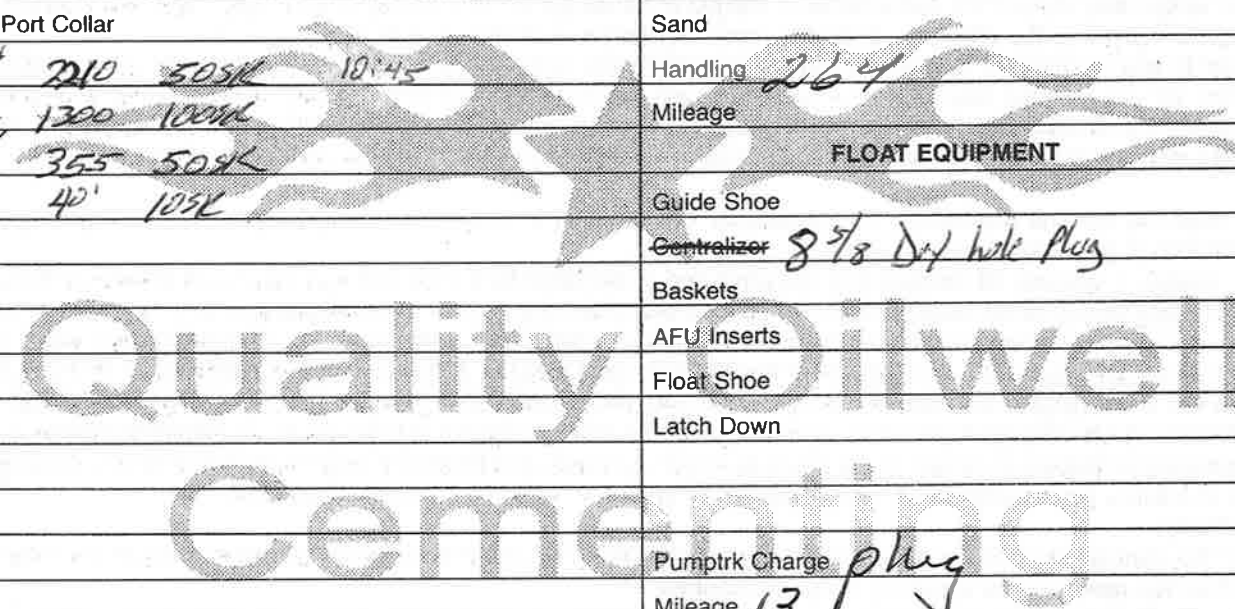 Port Collar
2210 50SK 10:45
1300 100SK
355 50SK
40' 10SK
Sand
Handling 264
Mileage
FLOAT EQUIPMENT
Guide Shoe
Centralizer 8 5/8 Dry hole Plug
Baskets
AFU Inserts
Float Shoe
Latch Down
Pumptrk Charge plug
Mileage 13
Quality Oilwell
Cementing